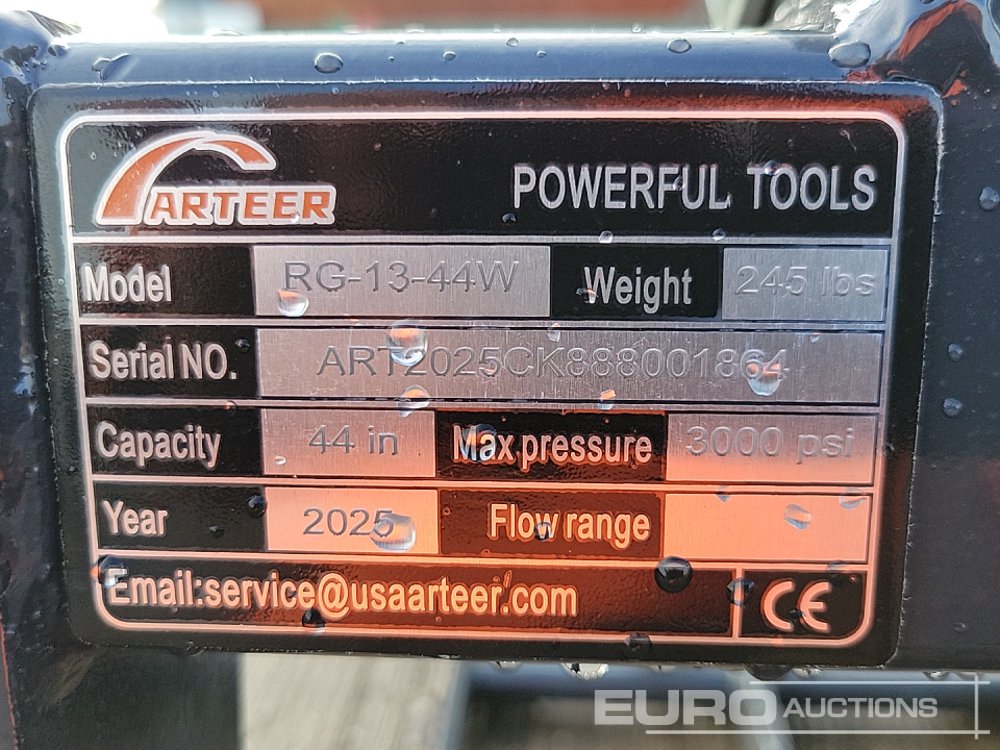 ARTEER POWERFUL TOOLS
Model RG-13-44W Weight 245 lbs
Serial NO. ART2025CK888001864
Capacity 44 in Max pressure 3000 psi
Year 2025 Flow range
Email:service@usaarteer.com CE
EURO AUCTIONS